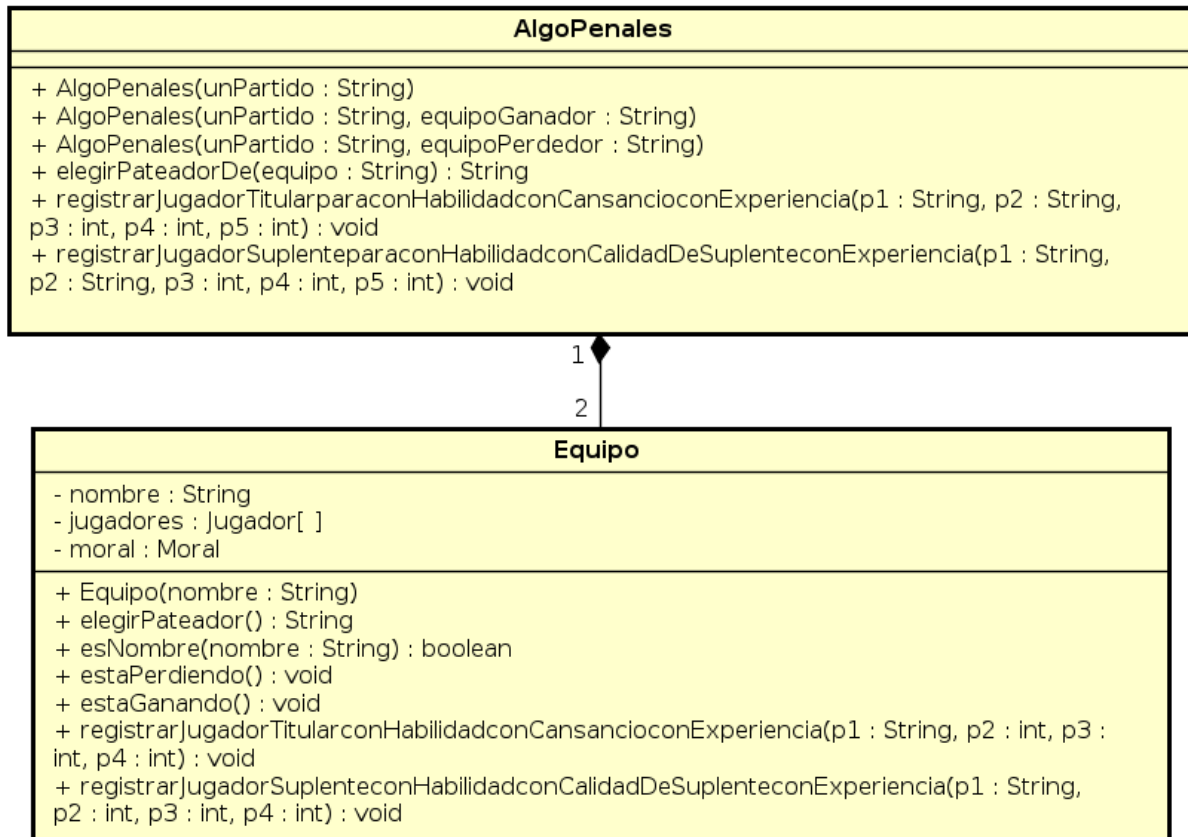 AlgoPenales
+ AlgoPenales(unPartido : String)
+ AlgoPenales(unPartido : String, equipoGanador : String)
+ AlgoPenales(unPartido : String, equipoPerdedor : String)
+ elegirPateadorDe(equipo : String) : String
+ registrarJugadorTitularparaconHabilidadconCansancioconExperiencia(p1 : String, p2 : String,
p3 : int, p4 : int, p5 : int) : void
+ registrarJugadorSuplenteparaconHabilidadconCalidadDeSuplenteconExperiencia(p1 : String,
p2 : String, p3 : int, p4 : int, p5 : int) : void
1
2
Equipo
- nombre : String
- jugadores : Jugador[ ]
- moral : Moral
+ Equipo(nombre : String)
+ elegirPateador() : String
+ esNombre(nombre : String) : boolean
+ estaPerdiendo() : void
+ estaGanando() : void
+ registrarJugadorTitularconHabilidadconCansancioconExperiencia(p1 : String, p2 : int, p3 :
int, p4 : int) : void
+ registrarJugadorSuplenteconHabilidadconCalidadDeSuplenteconExperiencia(p1 : String,
p2 : int, p3 : int, p4 : int) : void